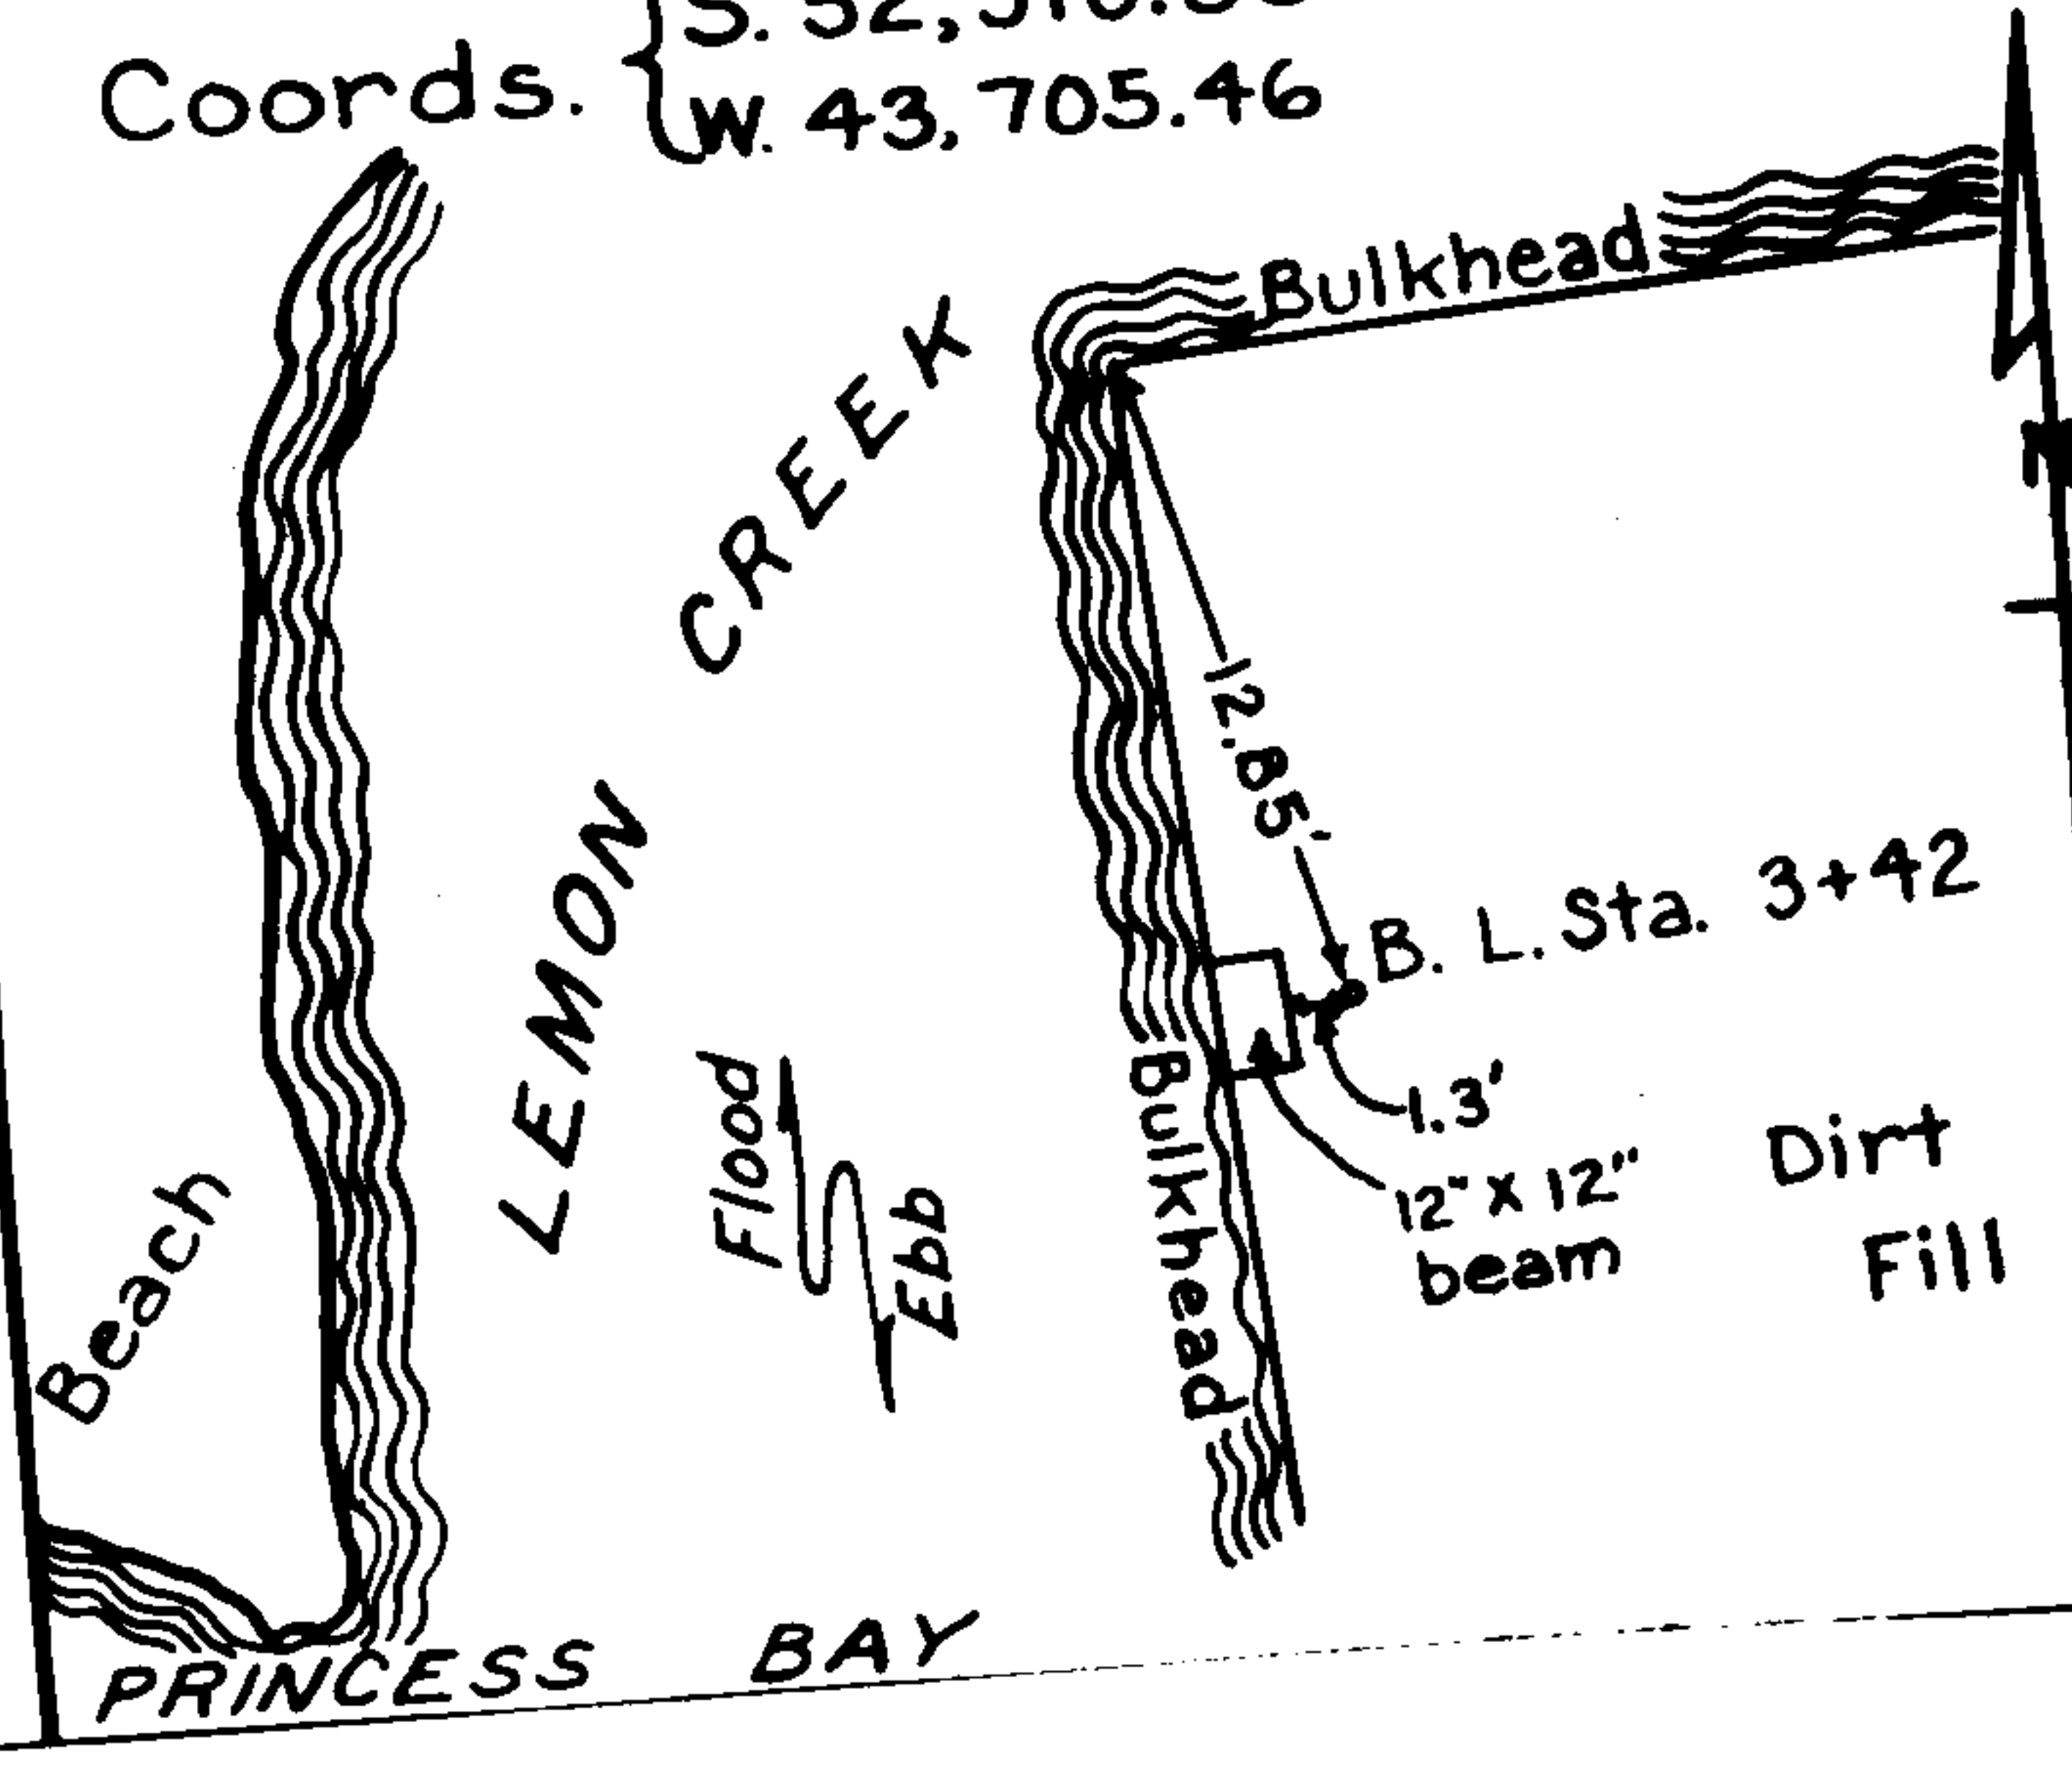 Coords.
W. 43,705.46
Bulkhead
LEMON CREEK
12.85'
B. L. Sta. 3+42
1.3'
12" x 12"
beam
Dirt
Fill
Bulkhead
Flood
Ebb
Beach
PRINCESS BAY